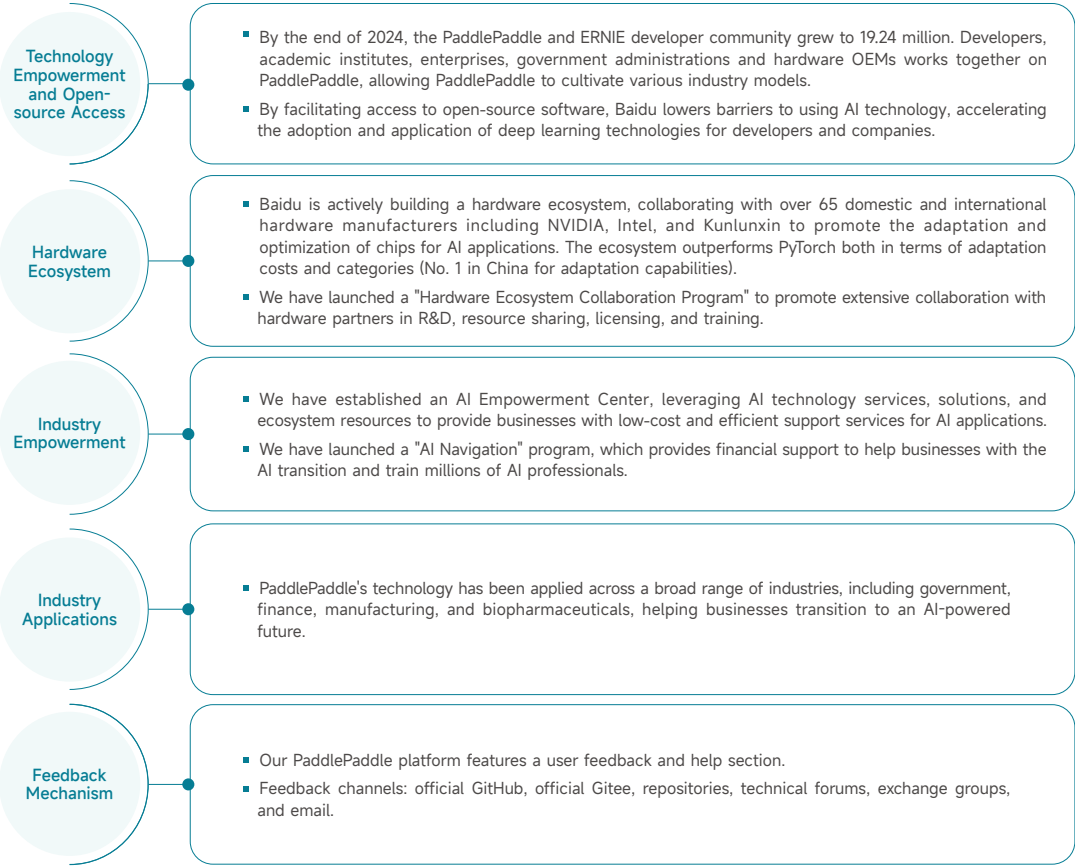 Technology
Empowerment
and Open-
source Access
▪ By the end of 2024, the PaddlePaddle and ERNIE developer community grew to 19.24 million. Developers,
academic institutes, enterprises, government administrations and hardware OEMs works together on
PaddlePaddle, allowing PaddlePaddle to cultivate various industry models.
▪ By facilitating access to open-source software, Baidu lowers barriers to using AI technology, accelerating
the adoption and application of deep learning technologies for developers and companies.
Hardware
Ecosystem
▪ Baidu is actively building a hardware ecosystem, collaborating with over 65 domestic and international
hardware manufacturers including NVIDIA, Intel, and Kunlunxin to promote the adaptation and
optimization of chips for AI applications. The ecosystem outperforms PyTorch both in terms of adaptation
costs and categories (No. 1 in China for adaptation capabilities).
▪ We have launched a "Hardware Ecosystem Collaboration Program" to promote extensive collaboration with
hardware partners in R&D, resource sharing, licensing, and training.
Industry
Empowerment
▪ We have established an AI Empowerment Center, leveraging AI technology services, solutions, and
ecosystem resources to provide businesses with low-cost and efficient support services for AI applications.
▪ We have launched a "AI Navigation" program, which provides financial support to help businesses with the
AI transition and train millions of AI professionals.
Industry
Applications
▪ PaddlePaddle's technology has been applied across a broad range of industries, including government,
finance, manufacturing, and biopharmaceuticals, helping businesses transition to an AI-powered
future.
Feedback
Mechanism
▪ Our PaddlePaddle platform features a user feedback and help section.
▪ Feedback channels: official GitHub, official Gitee, repositories, technical forums, exchange groups,
and email.